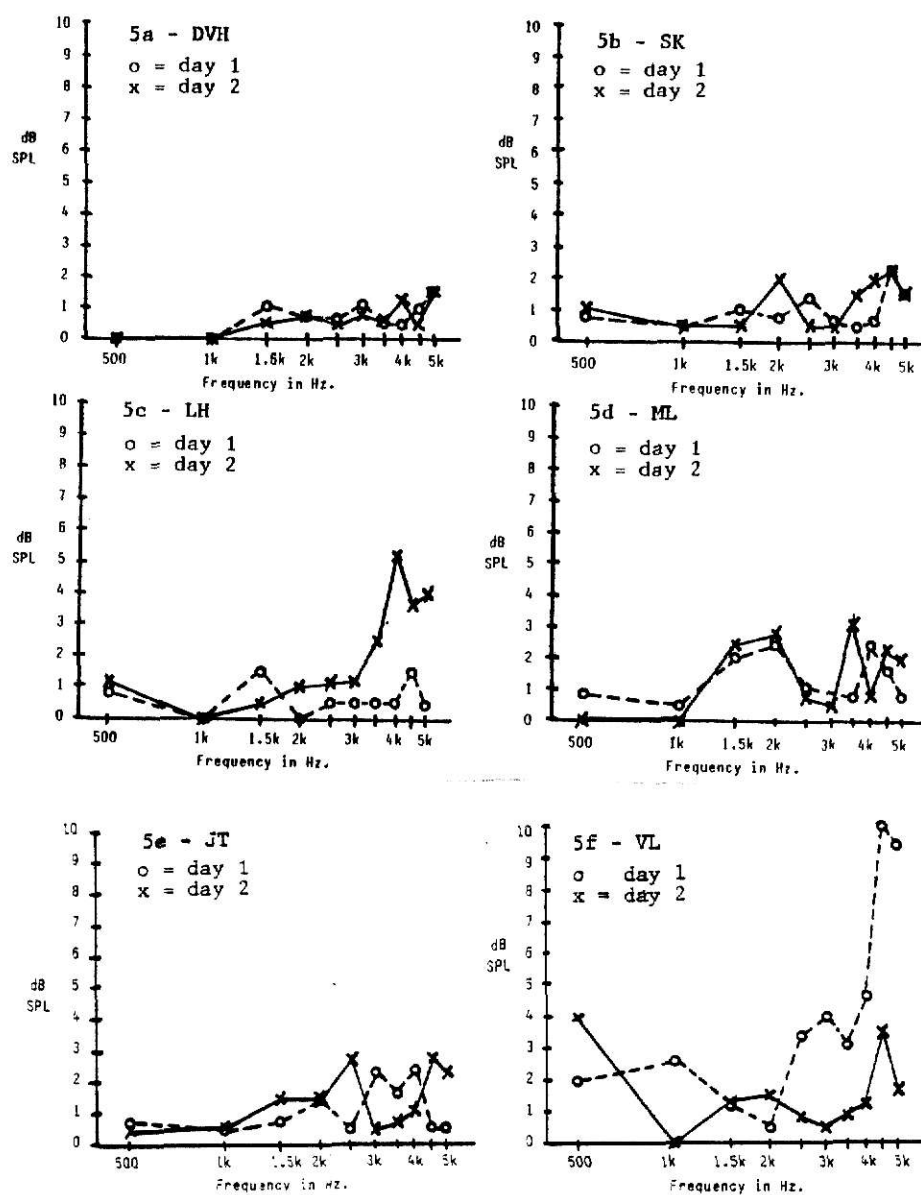 5a - DVH
o = day 1
x = day 2
10
9
8
7
6
5
4
3
2
1
0
dB
SPL
500 1k 1.6k 2k 3k 4k 5k
Frequency in Hz.
5b - SK
o = day 1
x = day 2
10
9
8
7
6
5
4
3
2
1
0
dB
SPL
500 1k 1.5k 2k 3k 4k 5k
Frequency in Hz.
5c - LH
o = day 1
x = day 2
10
9
8
7
6
5
4
3
2
1
0
dB
SPL
500 1k 1.5k 2k 3k 4k 5k
Frequency in Hz.
5d - ML
o = day 1
x = day 2
10
9
8
7
6
5
4
3
2
1
0
dB
SPL
500 1k 1.5k 2k 3k 4k 5k
Frequency in Hz.
5e - JT
o = day 1
x = day 2
10
9
8
7
6
5
4
3
2
1
0
dB
SPL
500 1k 1.5k 2k 3k 4k 5k
Frequency in Hz.
5f - VL
o day 1
x = day 2
10
9
8
7
6
5
4
3
2
1
0
dB
SPL
500 1k 1.5k 2k 3k 4k 5k
Frequency in Hz.